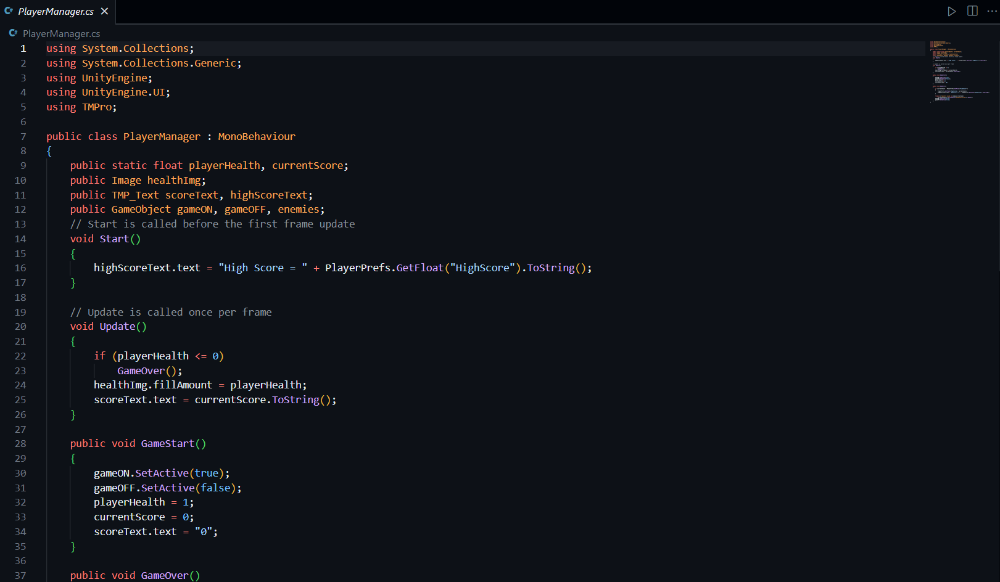 PlayerManager.cs
PlayerManager.cs
1 using System.Collections;
2 using System.Collections.Generic;
3 using UnityEngine;
4 using UnityEngine.UI;
5 using TMPro;
6
7 public class PlayerManager : MonoBehaviour
8 {
9     public static float playerHealth, currentScore;
10     public Image healthImg;
11     public TMP_Text scoreText, highScoreText;
12     public GameObject gameON, gameOFF, enemies;
13     // Start is called before the first frame update
14     void Start()
15     {
16         highScoreText.text = "High Score = " + PlayerPrefs.GetFloat("HighScore").ToString();
17     }
18
19     // Update is called once per frame
20     void Update()
21     {
22         if (playerHealth <= 0)
23             GameOver();
24         healthImg.fillAmount = playerHealth;
25         scoreText.text = currentScore.ToString();
26     }
27
28     public void GameStart()
29     {
30         gameON.SetActive(true);
31         gameOFF.SetActive(false);
32         playerHealth = 1;
33         currentScore = 0;
34         scoreText.text = "0";
35     }
36
37     public void GameOver()